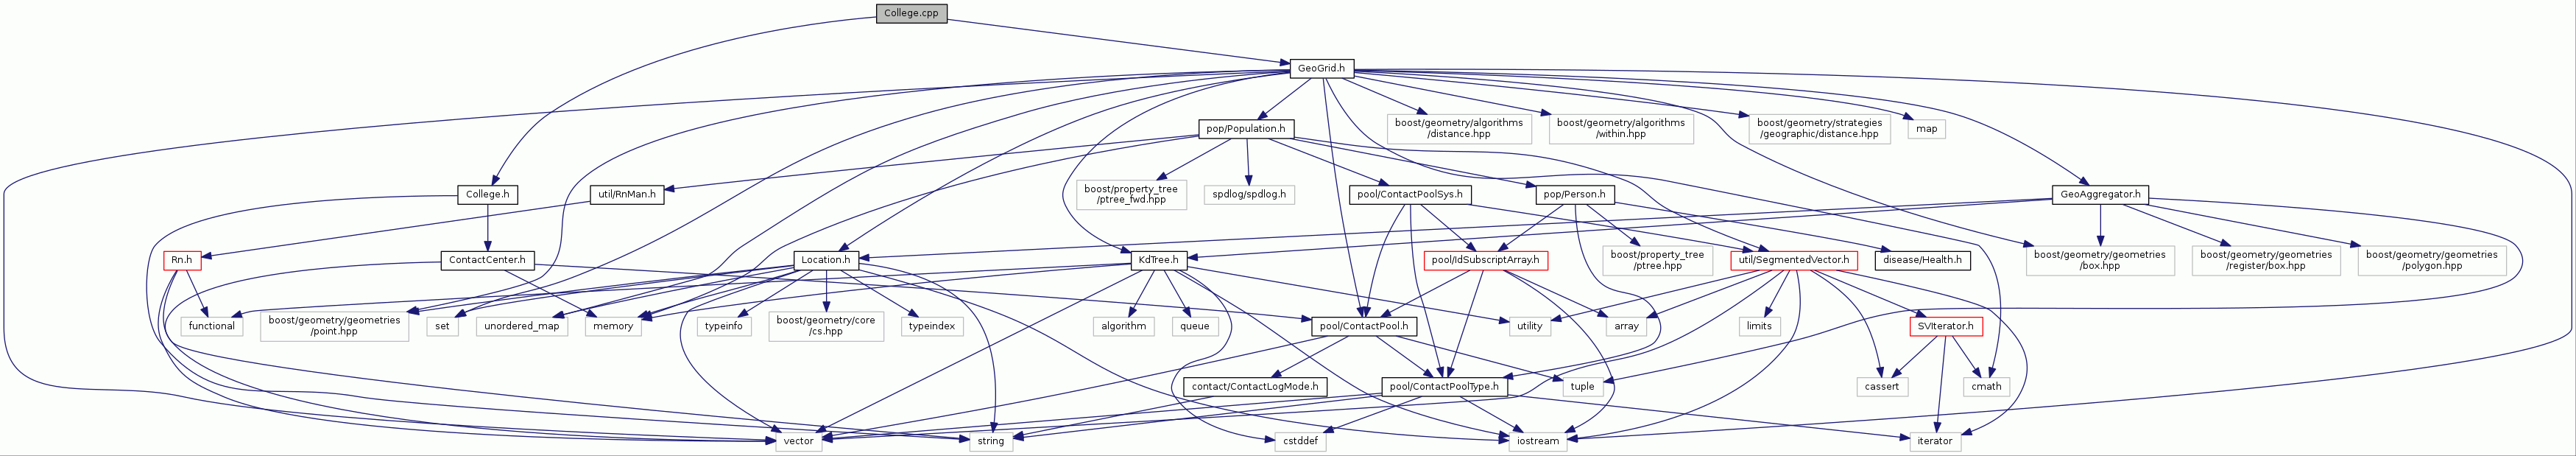 College.cpp
GeoGrid.h
pop/Population.h
boost/geometry/algorithms
/distance.hpp
boost/geometry/algorithms
/within.hpp
boost/geometry/strategies
/geographic/distance.hpp
map
College.h
util/RnMan.h
boost/property_tree
/ptree_fwd.hpp
spdlog/spdlog.h
pool/ContactPoolSys.h
pop/Person.h
GeoAggregator.h
Rn.h
ContactCenter.h
Location.h
KdTree.h
pool/IdSubscriptArray.h
boost/property_tree
/ptree.hpp
util/SegmentedVector.h
disease/Health.h
boost/geometry/geometries
/box.hpp
boost/geometry/geometries
/register/box.hpp
boost/geometry/geometries
/polygon.hpp
functional
boost/geometry/geometries
/point.hpp
set
unordered_map
memory
typeinfo
boost/geometry/core
/cs.hpp
typeindex
algorithm
queue
pool/ContactPool.h
utility
array
limits
SVIterator.h
contact/ContactLogMode.h
pool/ContactPoolType.h
tuple
cassert
cmath
vector
string
cstddef
iostream
iterator